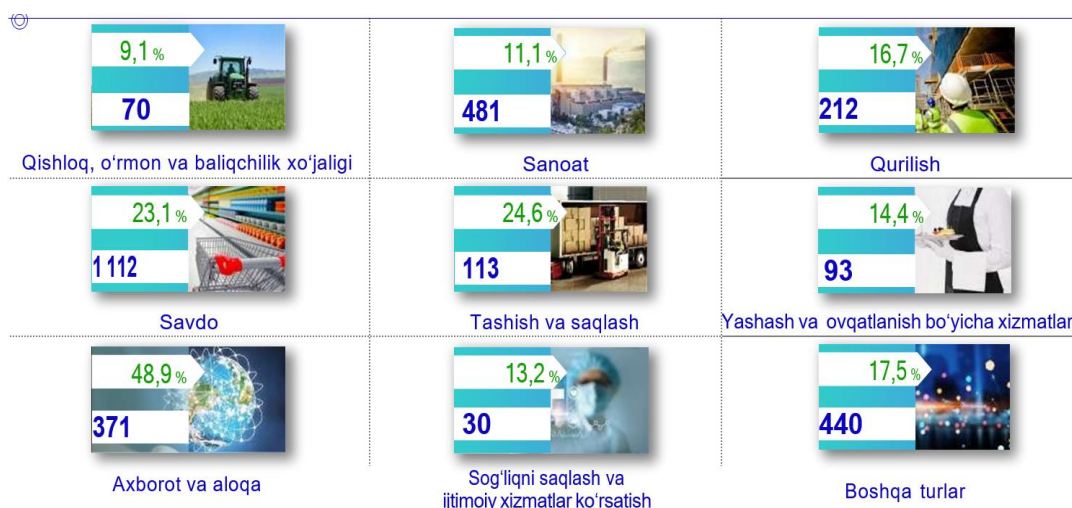 9,1 %
70
Qishloq, o‘rmon va baliqchilik xo‘jaligi
11,1 %
481
Sanoat
16,7 %
212
Qurilish
23,1 %
1 112
Savdo
24,6 %
113
Tashish va saqlash
14,4 %
93
Yashash va ovqatlanish bo‘yicha xizmatlar
48,9 %
371
Axborot va aloqa
13,2 %
30
Sog‘liqni saqlash va
ijtimoiy xizmatlar ko‘rsatish
17,5 %
440
Boshqa turlar